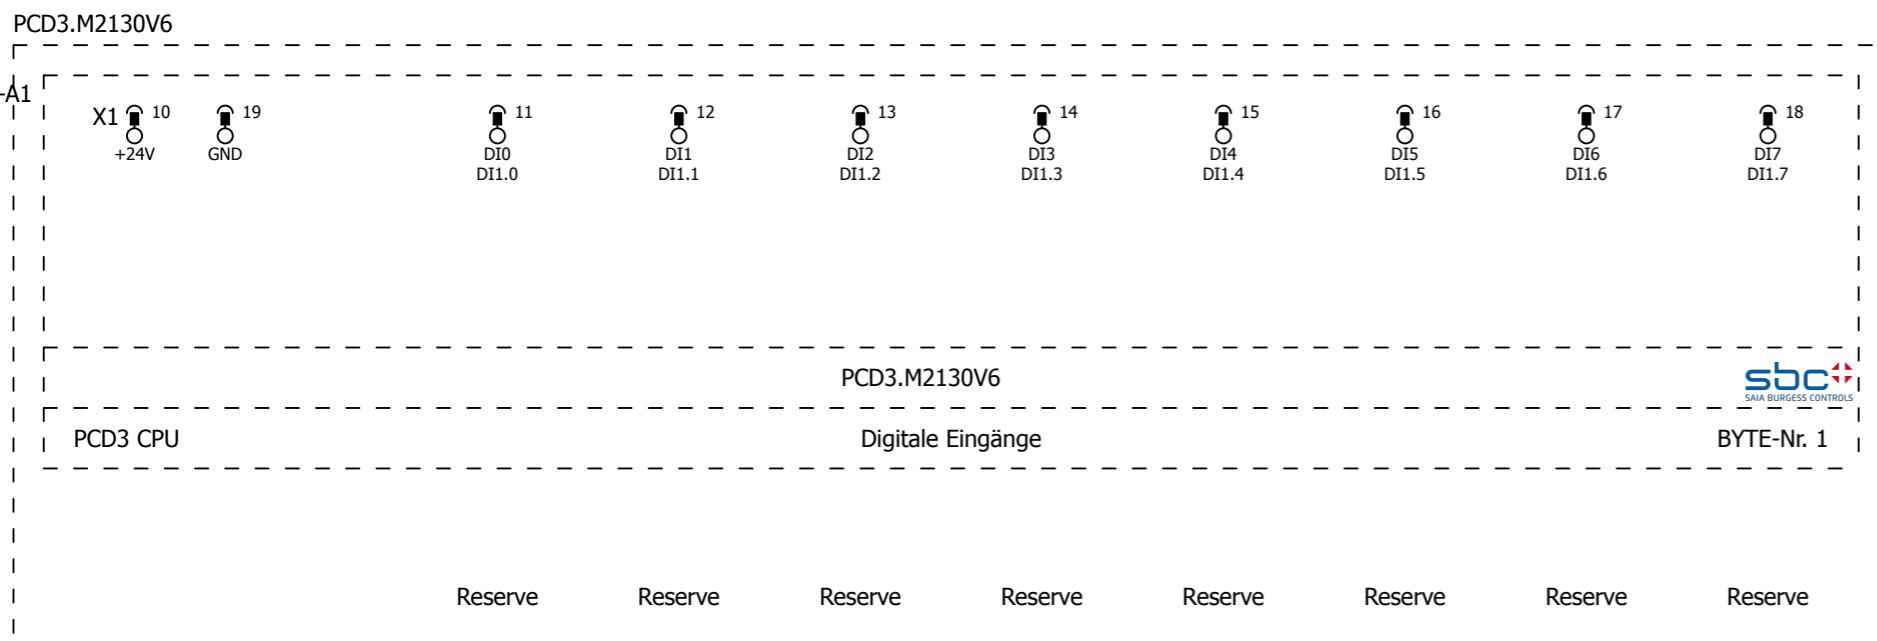 PCD3.M2130V6
-A1
X1 10 19 11 12 13 14 15 16 17 18
+24V GND DI0 DI1 DI2 DI3 DI4 DI5 DI6 DI7
DI1.0 DI1.1 DI1.2 DI1.3 DI1.4 DI1.5 DI1.6 DI1.7
PCD3.M2130V6
sbc
SAIA BURGESS CONTROLS
PCD3 CPU Digitale Eingänge BYTE-Nr. 1
Reserve Reserve Reserve Reserve Reserve Reserve Reserve Reserve